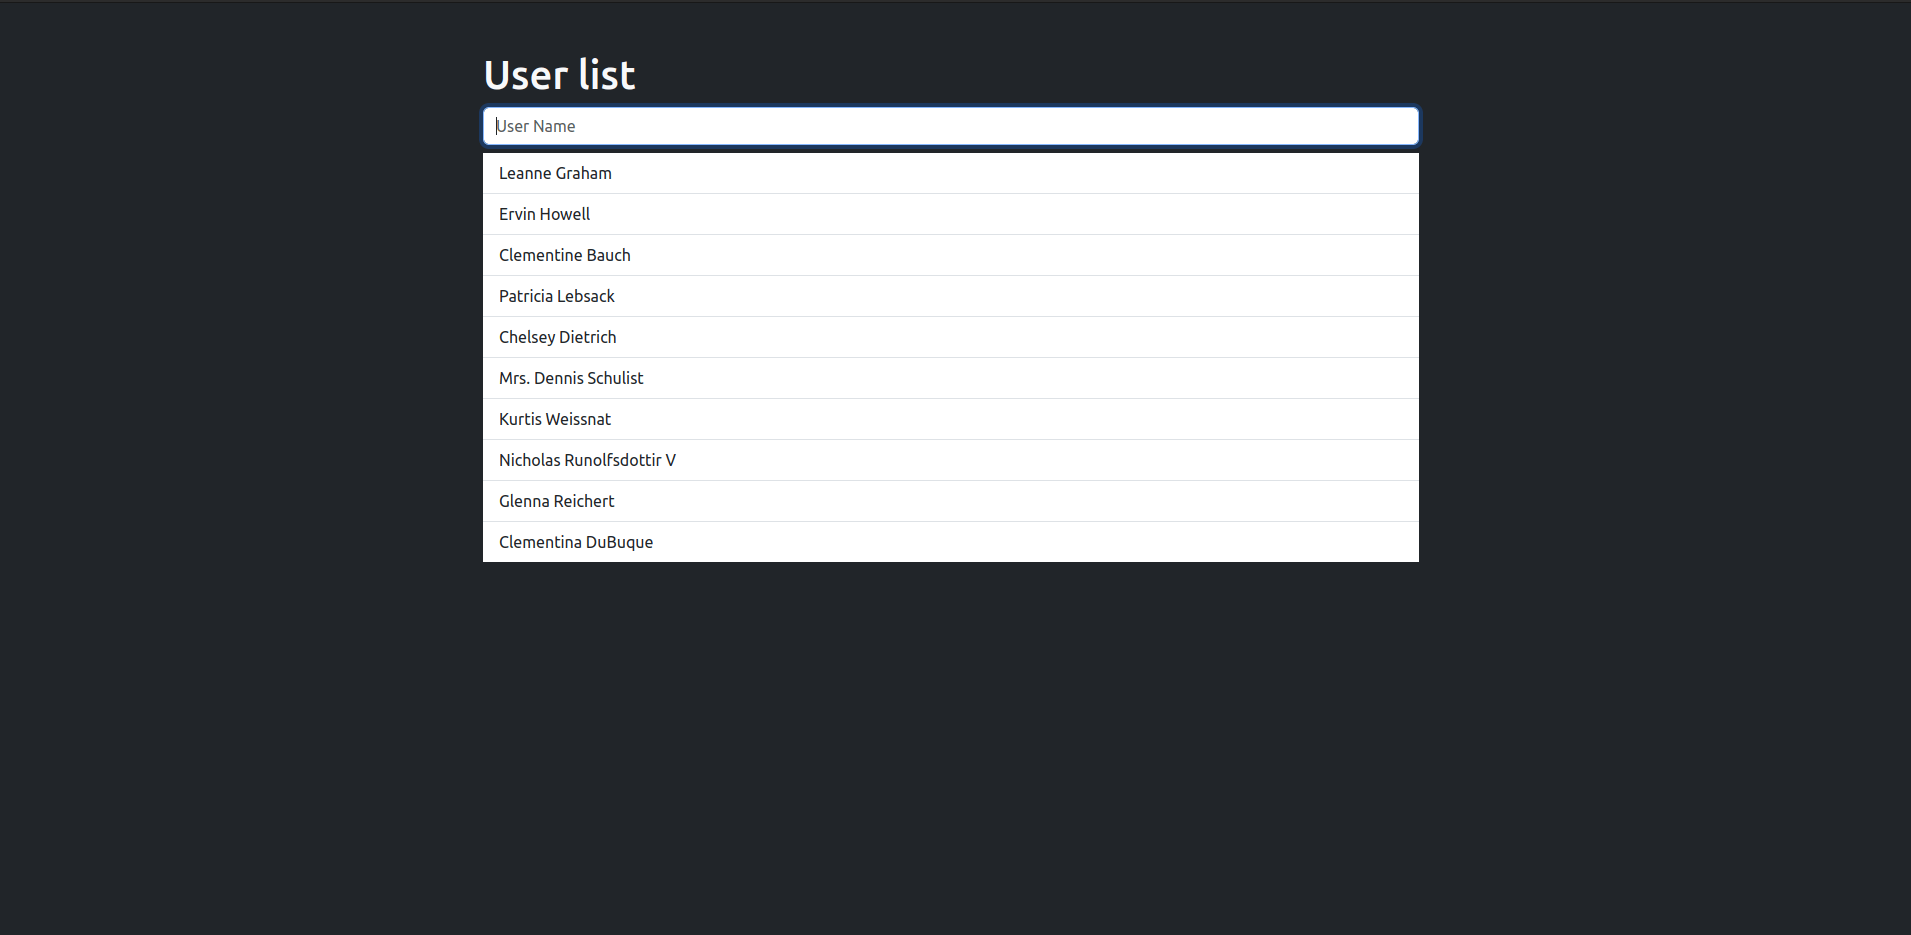 User list
User Name
Leanne Graham
Ervin Howell
Clementine Bauch
Patricia Lebsack
Chelsey Dietrich
Mrs. Dennis Schulist
Kurtis Weissnat
Nicholas Runolfsdottir V
Glenna Reichert
Clementina DuBuque